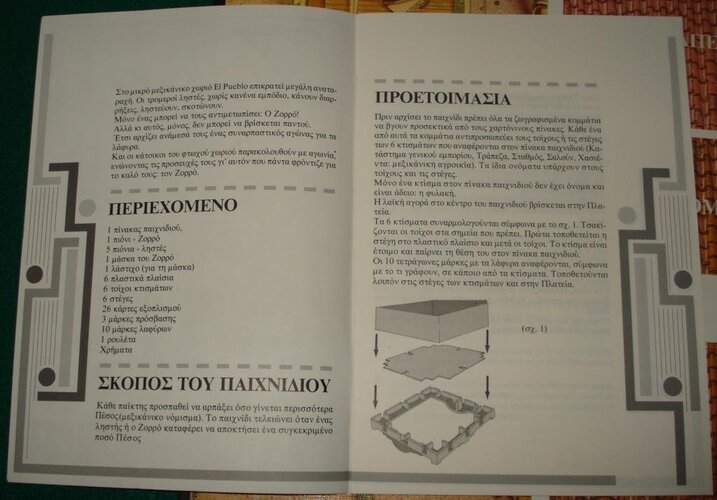 Στο μικρό μεξικάνικο χωριό El Pueblo επικρατεί μεγάλη αναταραχή. Οι τρομεροί ληστές, χωρίς κανένα εμπόδιο, κάνουν διαρρήξεις, ληστεύουν, σκοτώνουν.
Μόνο ένας μπορεί να τους αντιμετωπίσει: Ο Ζορρό!
Αλλά κι αυτός, μόνος, δεν μπορεί να βρίσκεται παντού.
Έτσι αρχίζει ανάμεσά τους ένας συναρπαστικός αγώνας για τα λάφυρα.
Και οι κάτοικοι του φτωχού χωριού παρακολουθούν με αγωνία, ενώνοντας τις προσευχές τους γι' αυτόν που πάντα φρόντιζε για το καλό τους: τον Ζορρό.
ΠΕΡΙΕΧΟΜΕΝΟ
1 πίνακας παιχνιδιού,
1 πιόνι - Ζορρό
5 πιόνια - ληστές
1 μάσκα του Ζορρό
1 λάστιχο (για τη μάσκα)
6 πλαστικά πλαίσια
6 τοίχοι κτισμάτων
6 στέγες
26 κάρτες εξοπλισμού
3 μάρκες πρόσβασης
10 μάρκες λαφύρων
1 ρουλέτα
Χρήματα
ΣΚΟΠΟΣ ΤΟΥ ΠΑΙΧΝΙΔΙΟΥ
Κάθε παίκτης προσπαθεί να αρπάξει όσο γίνεται περισσότερα
Πέσος(μεξικάνικο νόμισμα). Το παιχνίδι τελειώνει όταν ένας
ληστής ή ο Ζορρό καταφέρει να αποκτήσει ένα συγκεκριμένο
ποσό Πέσος
ΠΡΟΕΤΟΙΜΑΣΙΑ
Πριν αρχίσει το παιχνίδι πρέπει όλα τα ζωγραφισμένα κομμάτια
να βγουν προσεκτικά από τους χαρτόνινους πίνακες. Κάθε ένα
από αυτά τα κομμάτια αντιπροσωπεύει τους τοίχους ή τις στέγες
των 6 κτισμάτων που αναφέρονται στον πίνακα παιχνιδιού (Κατάστημα γενικού εμπορίου, Τράπεζα, Σταθμός, Σαλούν, Χασιέντα: μεξικάνικη αγροικία). Τα ίδια ονόματα υπάρχουν στους
τοίχους και τις στέγες.
Μόνο ένα κτίσμα στον πίνακα παιχνιδιού δεν έχει όνομα και
είναι άδειο: η φυλακή.
Η λαϊκή αγορά στο κέντρο του παιχνιδιού βρίσκεται στην Πλατεία.
Τα 6 κτίσματα συναρμολογούνται σύμφωνα με το σχ. 1. Τσακίζονται οι τοίχοι στα σημεία που πρέπει. Πρώτα τοποθετείται η
στέγη στο πλαστικό πλαίσιο και μετά οι τοίχοι. Το κτίσμα είναι
έτοιμο και παίρνει τη θέση του στον πίνακα παιχνιδιού.
Οι 10 τετράγωνες μάρκες με τα λάφυρα αναφέρονται, σύμφωνα
με το τι γράφουν, σε κάποιο από τα κτίσματα. Τοποθετούνται
λοιπόν στις στέγες των κτισμάτων και στην Πλατεία.
(σχ. 1)